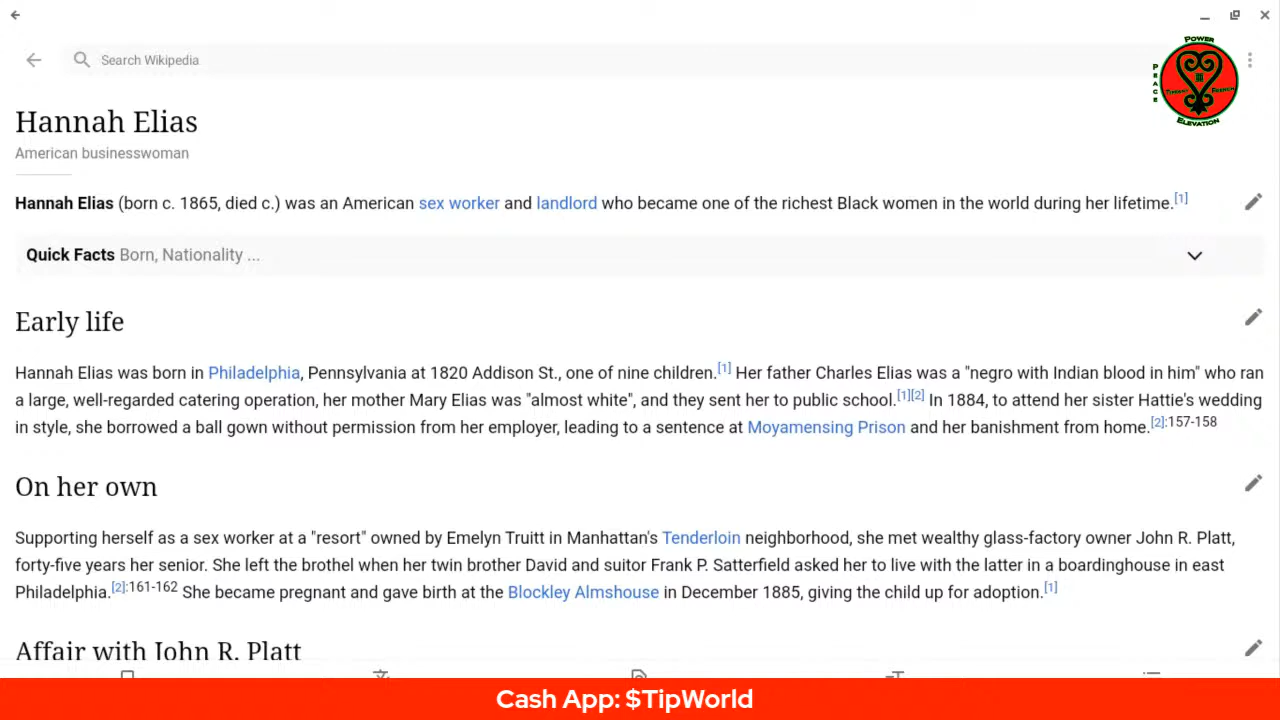 Search Wikipedia
POWER
PEACE
TIFFANY FRENCH
ELEVATION
Hannah Elias
American businesswoman
Hannah Elias (born c. 1865, died c.) was an American sex worker and landlord who became one of the richest Black women in the world during her lifetime.[1]
Quick Facts Born, Nationality ...
Early life
Hannah Elias was born in Philadelphia, Pennsylvania at 1820 Addison St., one of nine children.[1] Her father Charles Elias was a "negro with Indian blood in him" who ran
a large, well-regarded catering operation, her mother Mary Elias was "almost white", and they sent her to public school.[1][2] In 1884, to attend her sister Hattie's wedding
in style, she borrowed a ball gown without permission from her employer, leading to a sentence at Moyamensing Prison and her banishment from home.[2]:157-158
On her own
Supporting herself as a sex worker at a "resort" owned by Emelyn Truitt in Manhattan's Tenderloin neighborhood, she met wealthy glass-factory owner John R. Platt,
forty-five years her senior. She left the brothel when her twin brother David and suitor Frank P. Satterfield asked her to live with the latter in a boardinghouse in east
Philadelphia.[2]:161-162 She became pregnant and gave birth at the Blockley Almshouse in December 1885, giving the child up for adoption.[1]
Affair with John R. Platt
Cash App: $TipWorld